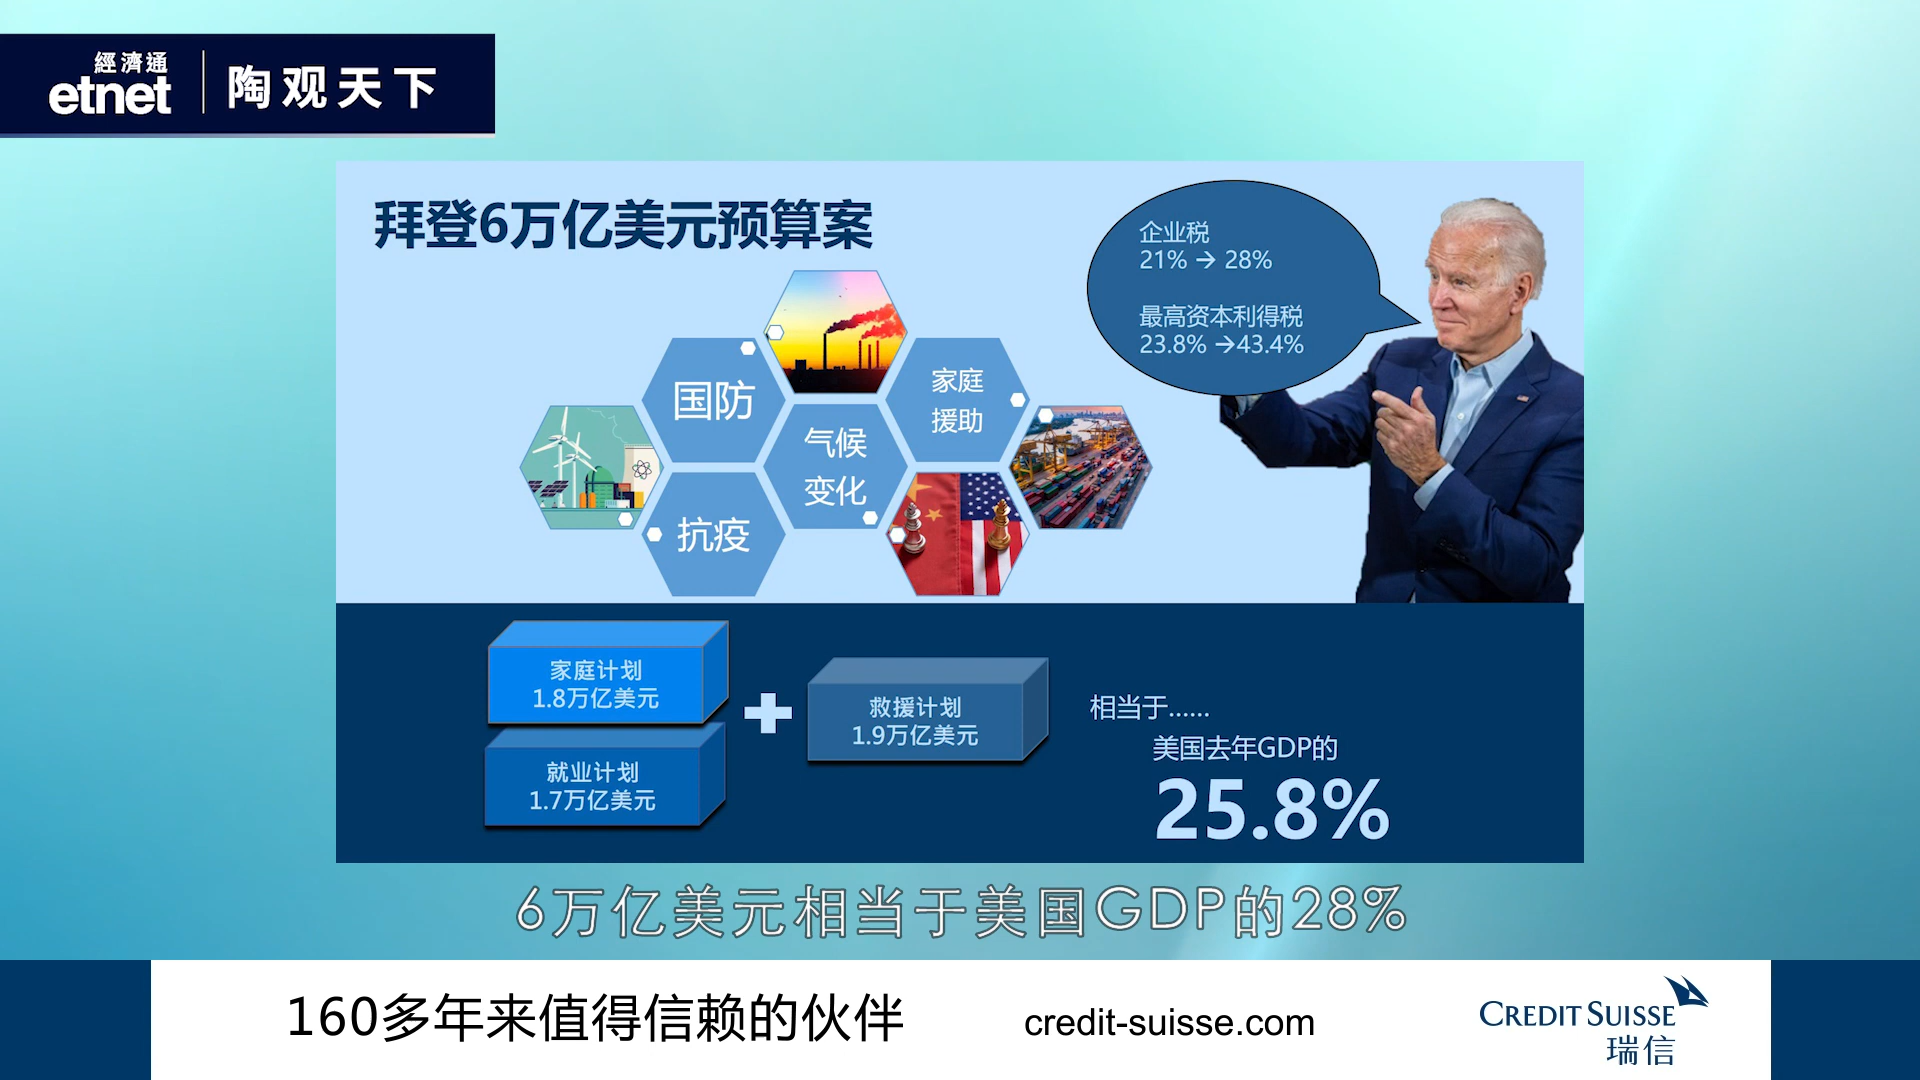 經濟通
etnet
陶观天下
拜登6万亿美元预算案
企业税
21% → 28%
最高资本利得税
23.8% →43.4%
国防
家庭
援助
气候
变化
抗疫
家庭计划
1.8万亿美元
就业计划
1.7万亿美元
救援计划
1.9万亿美元
相当于......
美国去年GDP的
25.8%
6万亿美元相当于美国GDP的28%
160多年来值得信赖的伙伴
credit-suisse.com
CREDIT SUISSE
瑞信